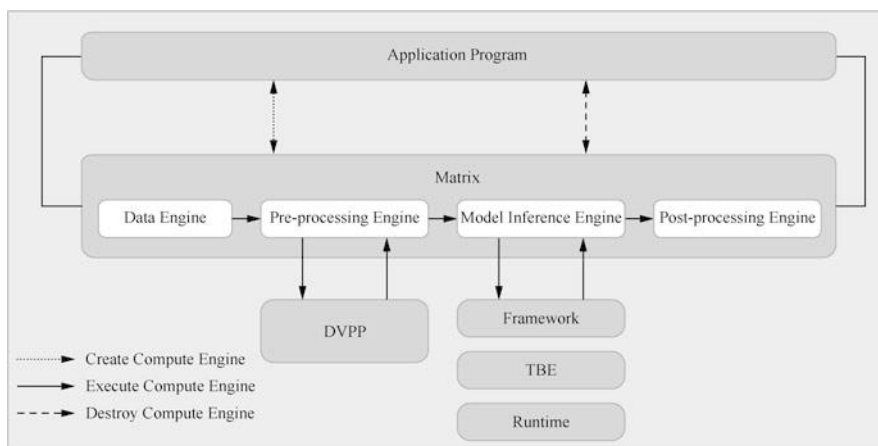 Application Program
Matrix
Data Engine
Pre-processing Engine
Model Inference Engine
Post-processing Engine
DVPP
Framework
TBE
Runtime
Create Compute Engine
Execute Compute Engine
Destroy Compute Engine